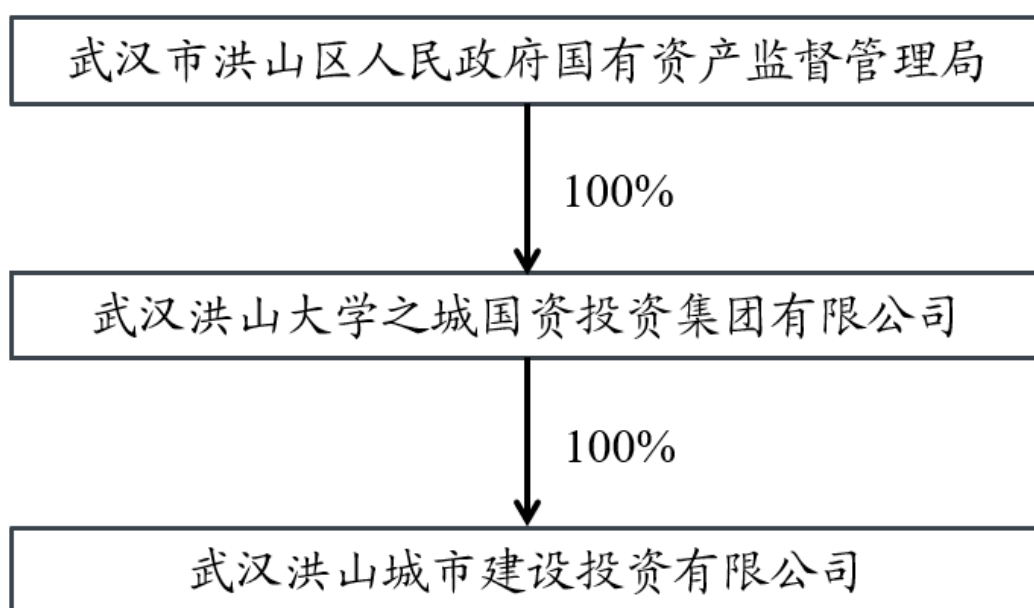 武汉市洪山区人民政府国有资产监督管理局
100%
武汉洪山大学之城国资投资集团有限公司
100%
武汉洪山城市建设投资有限公司